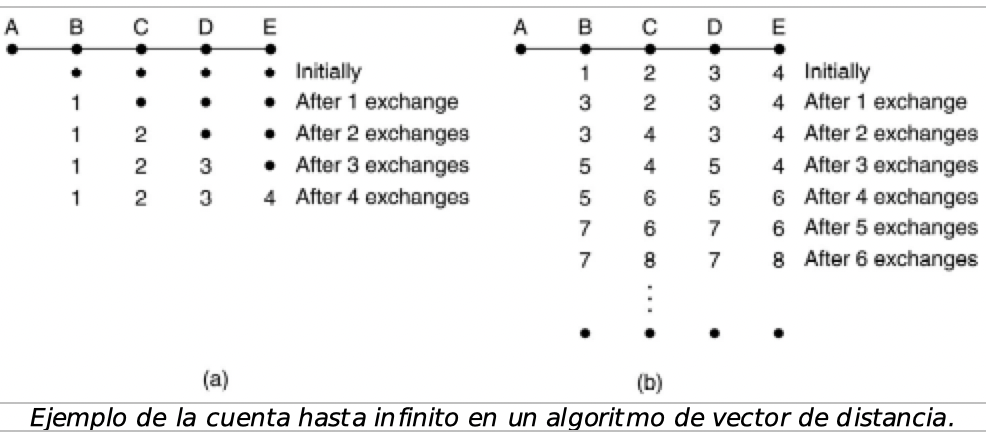 A B C D E
• • • • Initially
1 • • • After 1 exchange
1 2 • • After 2 exchanges
1 2 3 • After 3 exchanges
1 2 3 4 After 4 exchanges
(a)
A B C D E
1 2 3 4 Initially
3 2 3 4 After 1 exchange
3 4 3 4 After 2 exchanges
5 4 5 4 After 3 exchanges
5 6 5 6 After 4 exchanges
7 6 7 6 After 5 exchanges
7 8 7 8 After 6 exchanges
⋮
• • • •
(b)
Ejemplo de la cuenta hasta infinito en un algoritmo de vector de distancia.